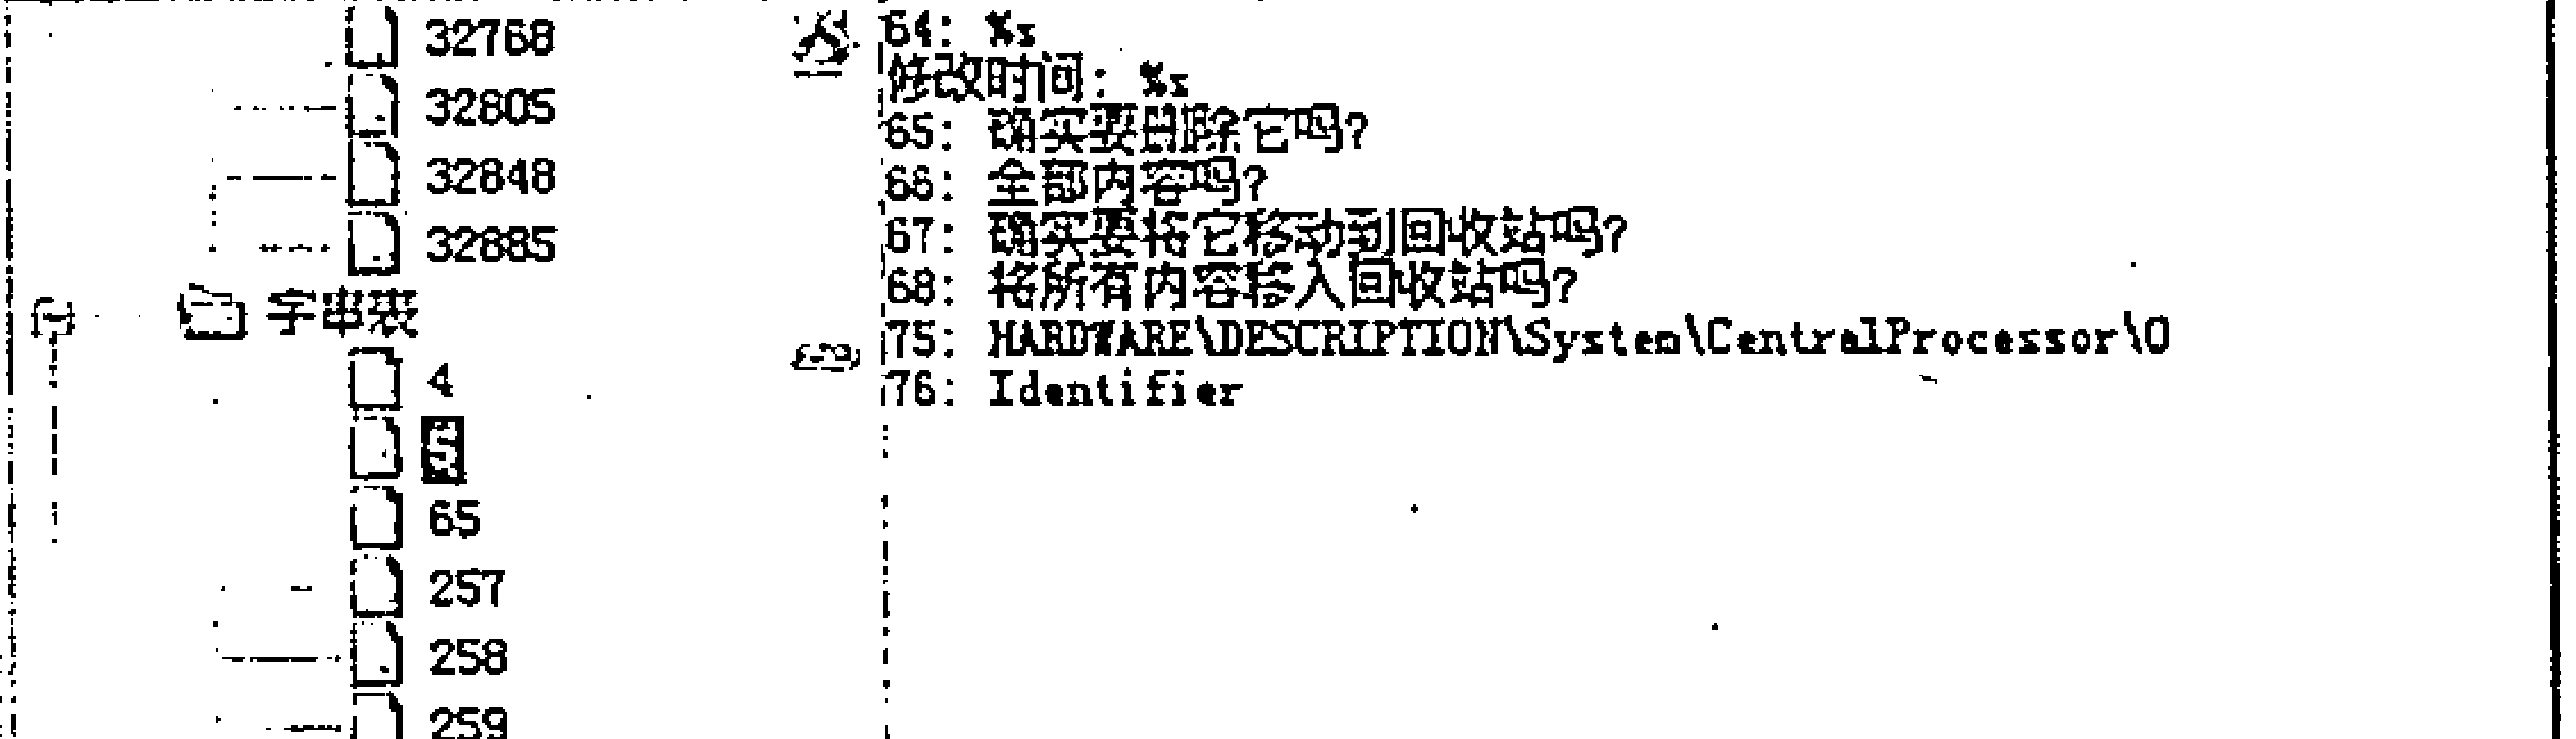 32768
32805
32848
32885
字串表
4
5
65
257
258
259
64: %s
修改时间: %s
65: 确实要删除它吗?
66: 全部内容吗?
67: 确实要将它移动到回收站吗?
68: 将所有内容移入回收站吗?
75: HARDWARE\DESCRIPTION\System\CentralProcessor\0
76: Identifier